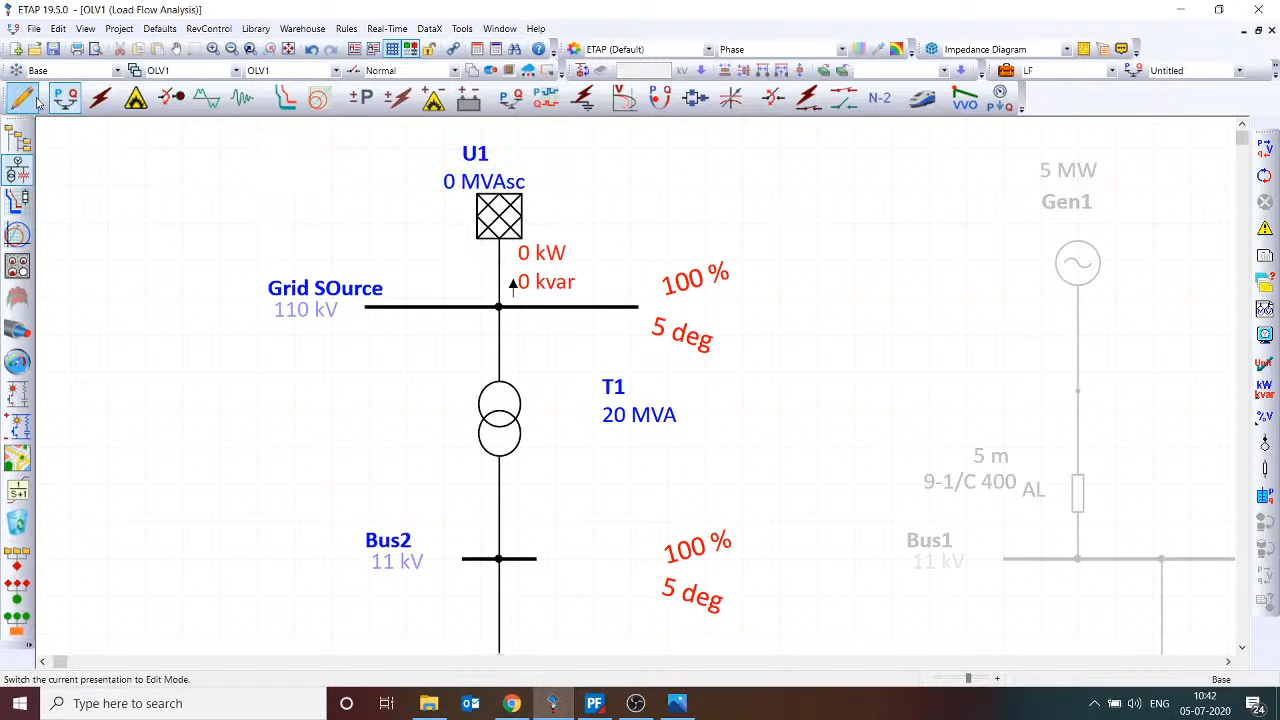 ETAP 19.5.0 - [OLV1 (Load Flow Analysis)]
File Edit View Project Defaults RevControl Library Warehouse Rules Real-Time DataX Tools Window Help
ETAP (Default) Phase Impedance Diagram
Base OLV1 OLV1 Normal kV LF Untitled
N-2 VVO
U1
0 MVAsc
0 kW
0 kvar
Grid SOurce
110 kV
100 %
5 deg
T1
20 MVA
Bus2
11 kV
100 %
5 deg
5 MW
Gen1
5 m
9-1/C 400 AL
Bus1
11 kV
Switch the current presentation to Edit Mode.
Base
Type here to search
10:42
05-07-2020
24